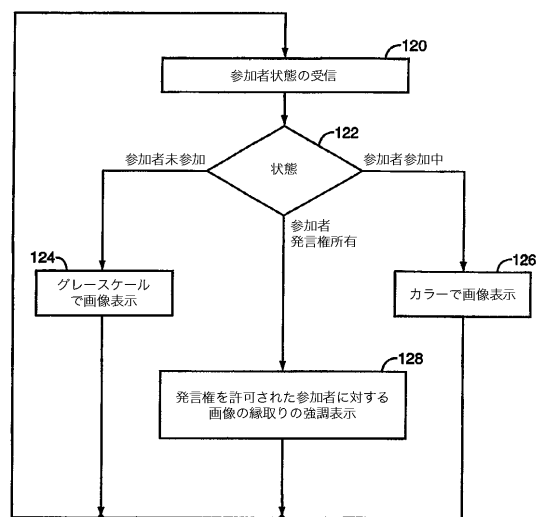 120
参加者状態の受信
122
参加者未参加
状態
参加者参加中
参加者
発言権所有
124
グレースケール
で画像表示
126
カラーで画像表示
128
発言権を許可された参加者に対する
画像の縁取りの強調表示